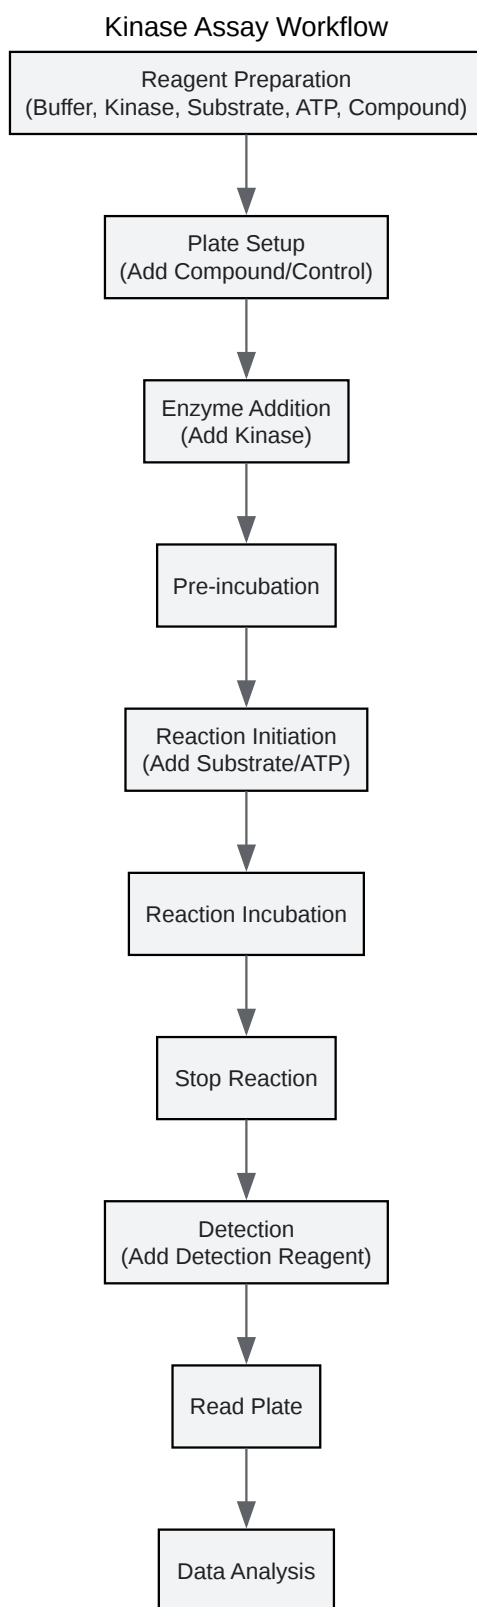 Kinase Assay Workflow
Reagent Preparation
(Buffer, Kinase, Substrate, ATP, Compound)
Plate Setup
(Add Compound/Control)
Enzyme Addition
(Add Kinase)
Pre-incubation
Reaction Initiation
(Add Substrate/ATP)
Reaction Incubation
Stop Reaction
Detection
(Add Detection Reagent)
Read Plate
Data Analysis